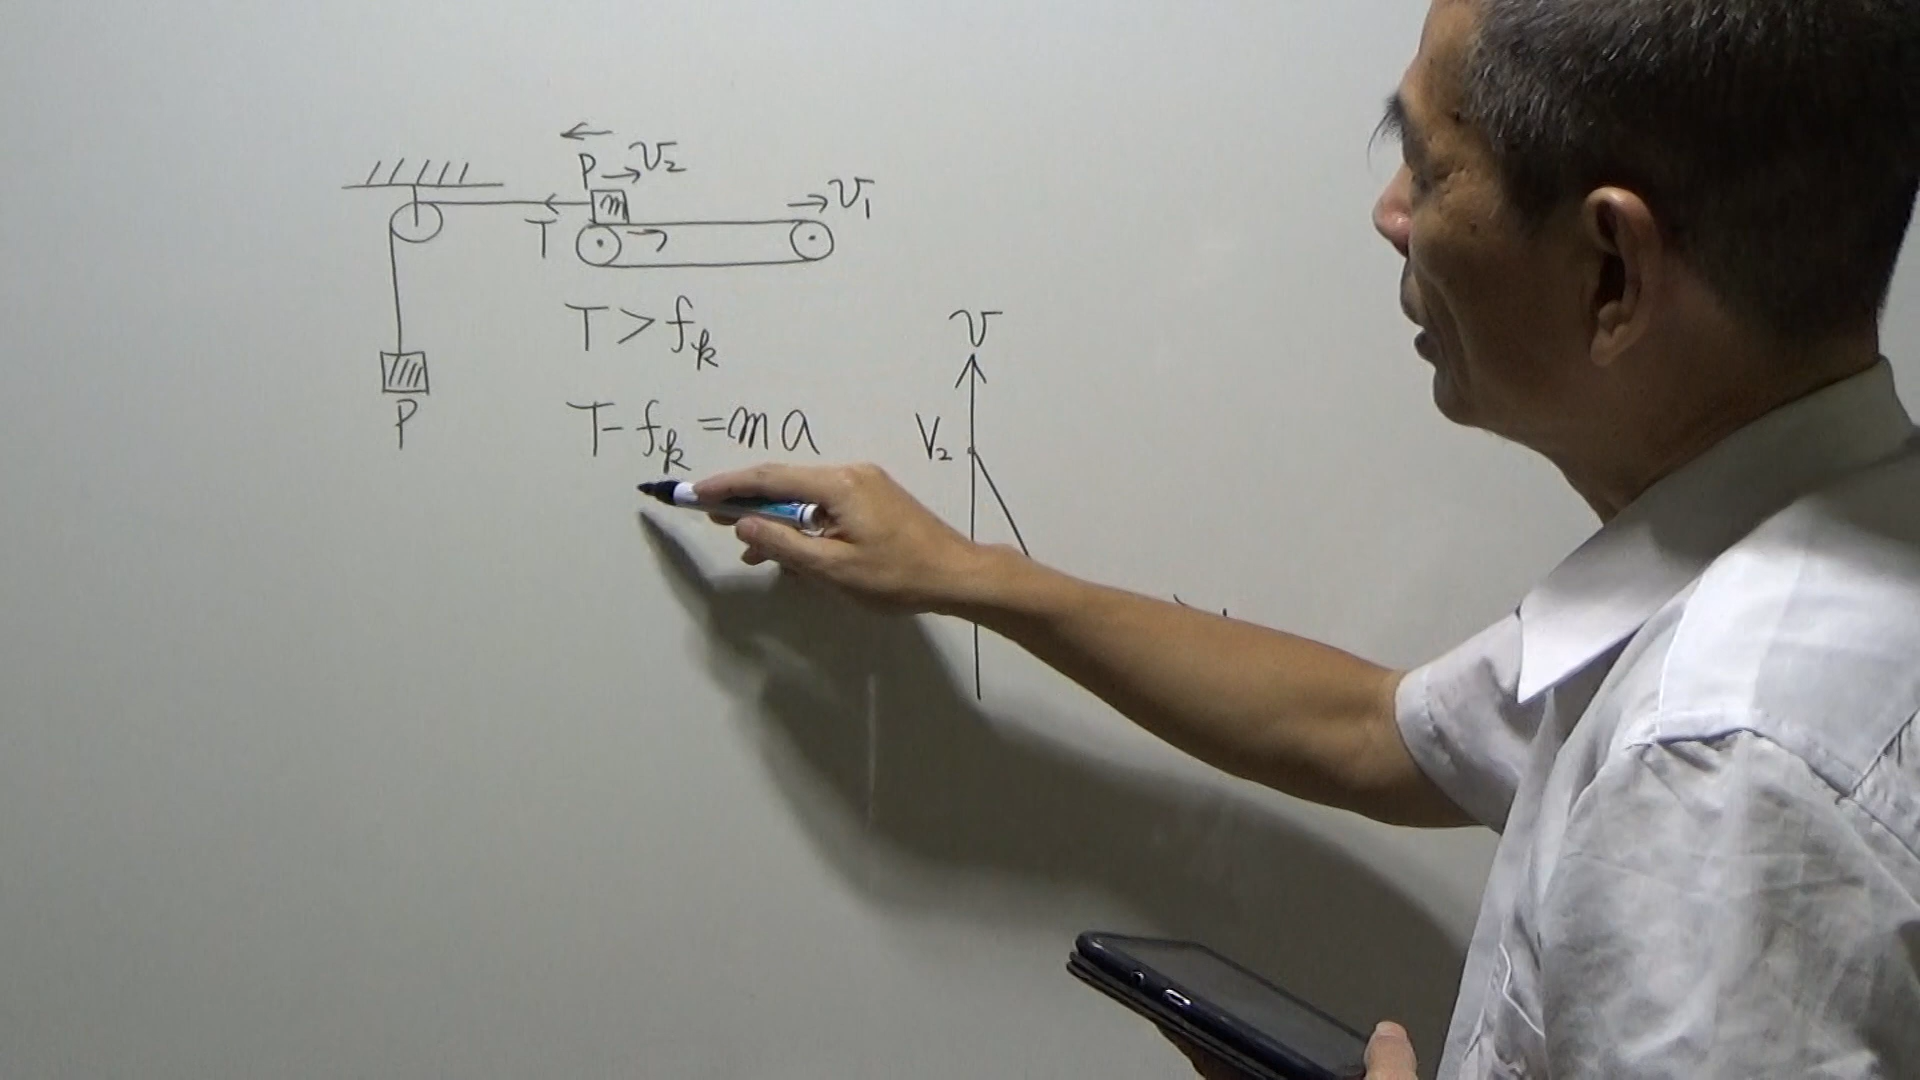 P → v₂
m
→ v₁
T
T > fₖ
P
T - fₖ = ma
v
V₂